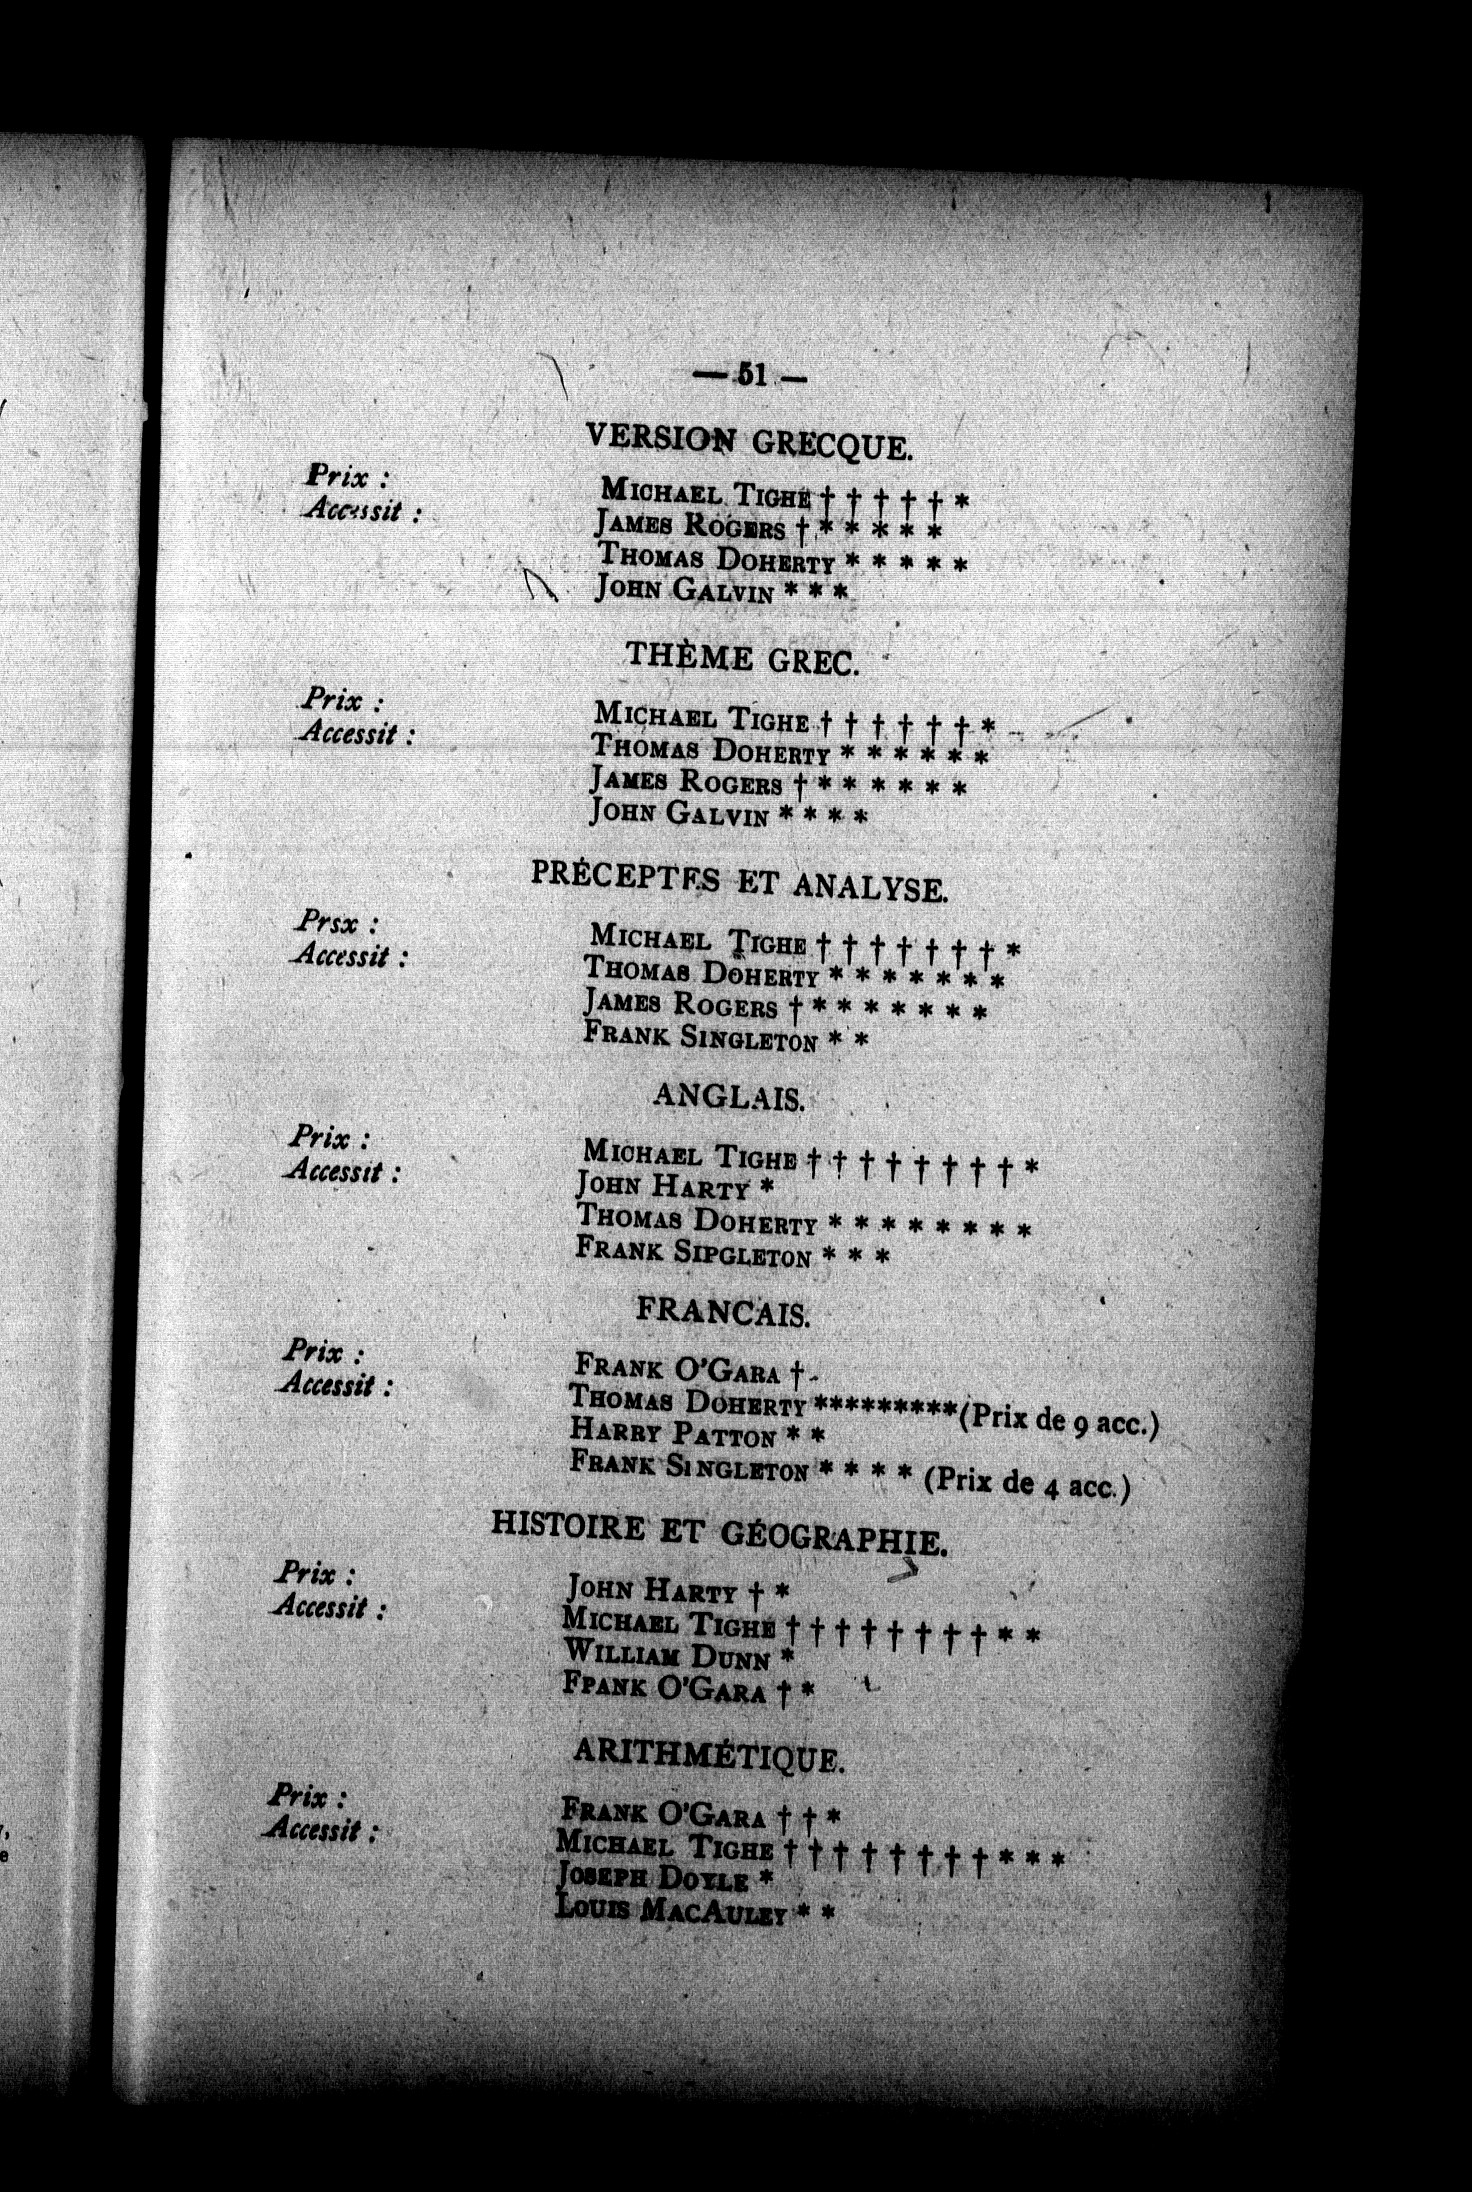 — 51 —
VERSION GRECQUE.
Prix : MICHAEL TIGHE † † † † † *
Accessit : JAMES ROGERS † * * * * *
THOMAS DOHERTY * * * * *
JOHN GALVIN * * *
THÈME GREC.
Prix : MICHAEL TIGHE † † † † † † *
Accessit : THOMAS DOHERTY * * * * * *
JAMES ROGERS † * * * * * *
JOHN GALVIN * * * *
PRÉCEPTES ET ANALYSE.
Prsx : MICHAEL TIGHE † † † † † † † *
Accessit : THOMAS DOHERTY * * * * * * *
JAMES ROGERS † * * * * * * *
FRANK SINGLETON * *
ANGLAIS.
Prix : MICHAEL TIGHE † † † † † † † † *
Accessit : JOHN HARTY *
THOMAS DOHERTY * * * * * * * *
FRANK SIPGLETON * * *
FRANCAIS.
Prix : FRANK O'GARA †
Accessit : THOMAS DOHERTY *********(Prix de 9 acc.)
HARRY PATTON * *
FRANK SINGLETON * * * * (Prix de 4 acc.)
HISTOIRE ET GÉOGRAPHIE.
Prix : JOHN HARTY † *
Accessit : MICHAEL TIGHE † † † † † † † † * *
WILLIAM DUNN *
FPANK O'GARA † *
ARITHMÉTIQUE.
Prix : FRANK O'GARA † † *
Accessit : MICHAEL TIGHE † † † † † † † † * * *
JOSEPH DOYLE *
LOUIS MACAULEY * *